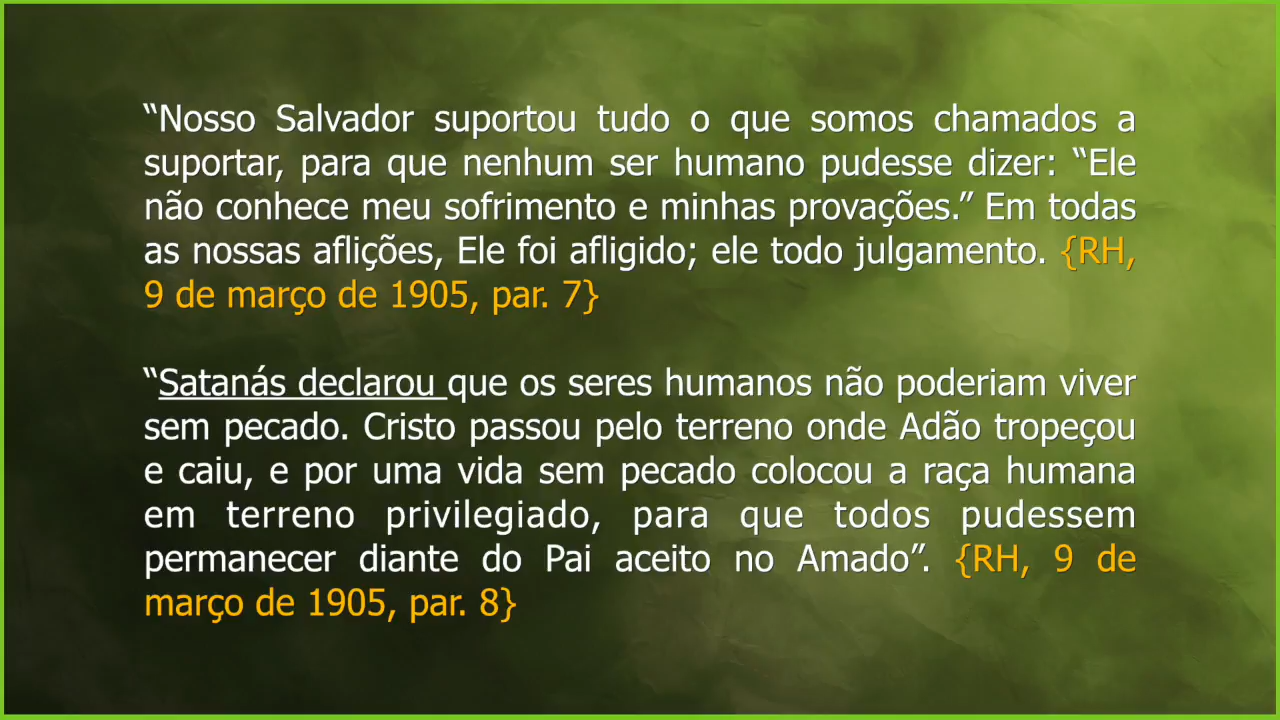 “Nosso Salvador suportou tudo o que somos chamados a
suportar, para que nenhum ser humano pudesse dizer: “Ele
não conhece meu sofrimento e minhas provações.” Em todas
as nossas aflições, Ele foi afligido; ele todo julgamento. {RH,
9 de março de 1905, par. 7}
“Satanás declarou que os seres humanos não poderiam viver
sem pecado. Cristo passou pelo terreno onde Adão tropeçou
e caiu, e por uma vida sem pecado colocou a raça humana
em terreno privilegiado, para que todos pudessem
permanecer diante do Pai aceito no Amado”. {RH, 9 de
março de 1905, par. 8}